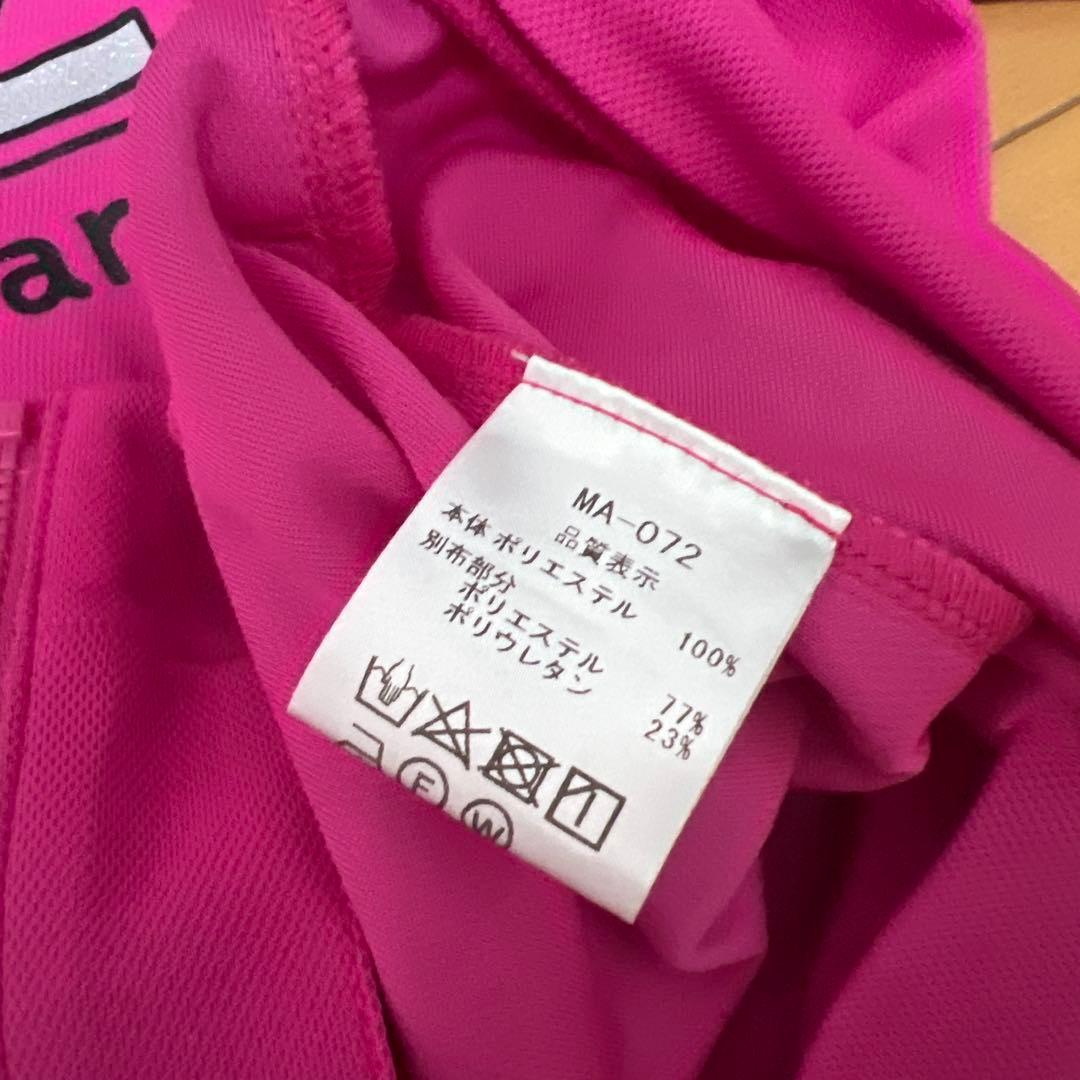 ar
MA-072
品質表示
本体 ポリエステル 100%
別布部分
ポリエステル 77%
ポリウレタン 23%
F
W